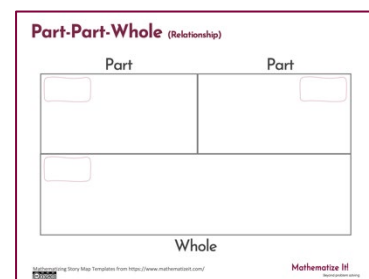 Part-Part-Whole (Relationship)
Part Part
Whole
Mathematizing Story Map Templates from https://www.mathematizeit.com/
Mathematize It!